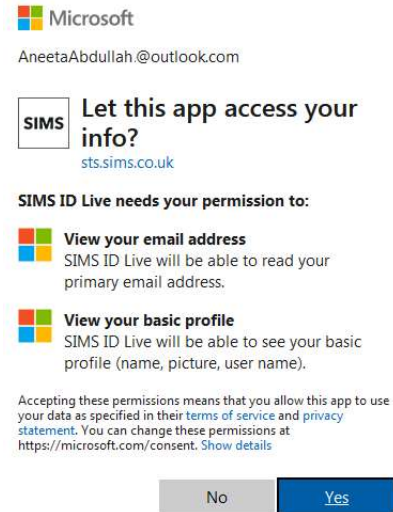 Microsoft
AneetaAbdullah.@outlook.com
SIMS
Let this app access your
info?
sts.sims.co.uk
SIMS ID Live needs your permission to:
View your email address
SIMS ID Live will be able to read your
primary email address.
View your basic profile
SIMS ID Live will be able to see your basic
profile (name, picture, user name).
Accepting these permissions means that you allow this app to use
your data as specified in their terms of service and privacy
statement. You can change these permissions at
https://microsoft.com/consent. Show details
No
Yes